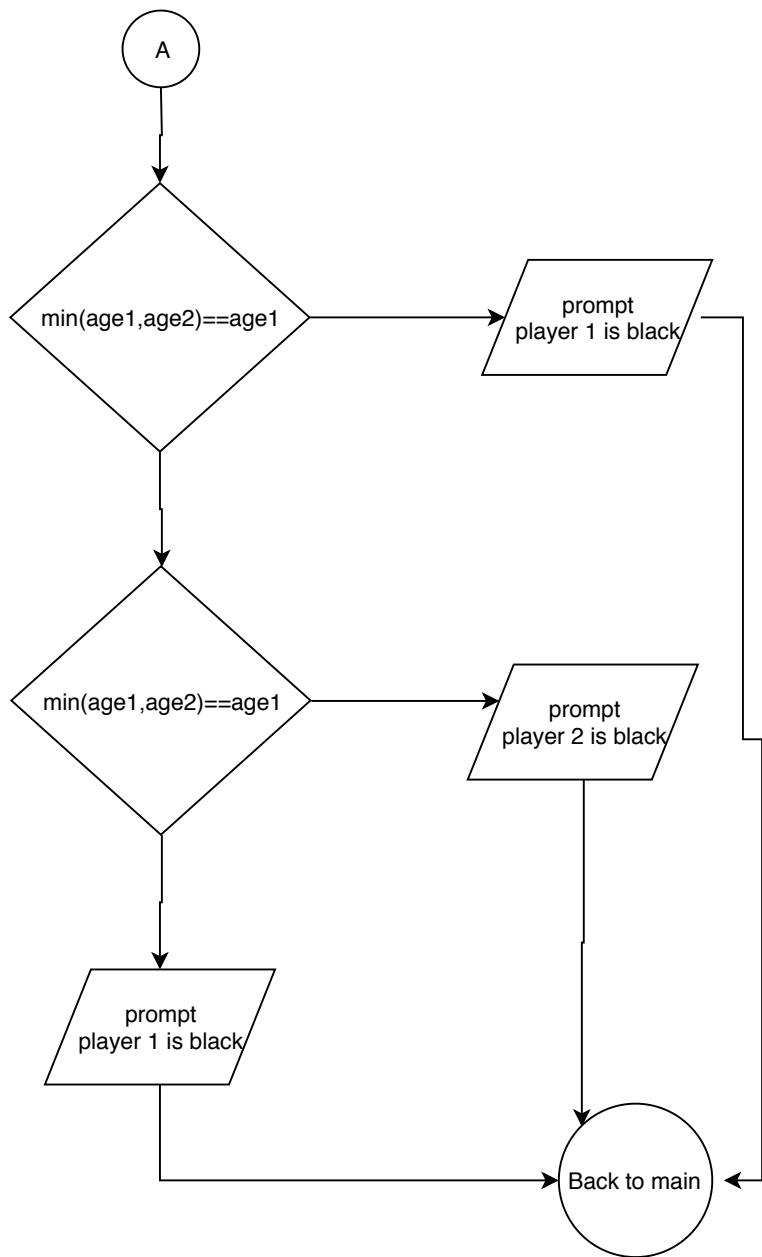 A
min(age1,age2)==age1
prompt
player 1 is black
min(age1,age2)==age1
prompt
player 2 is black
prompt
player 1 is black
Back to main